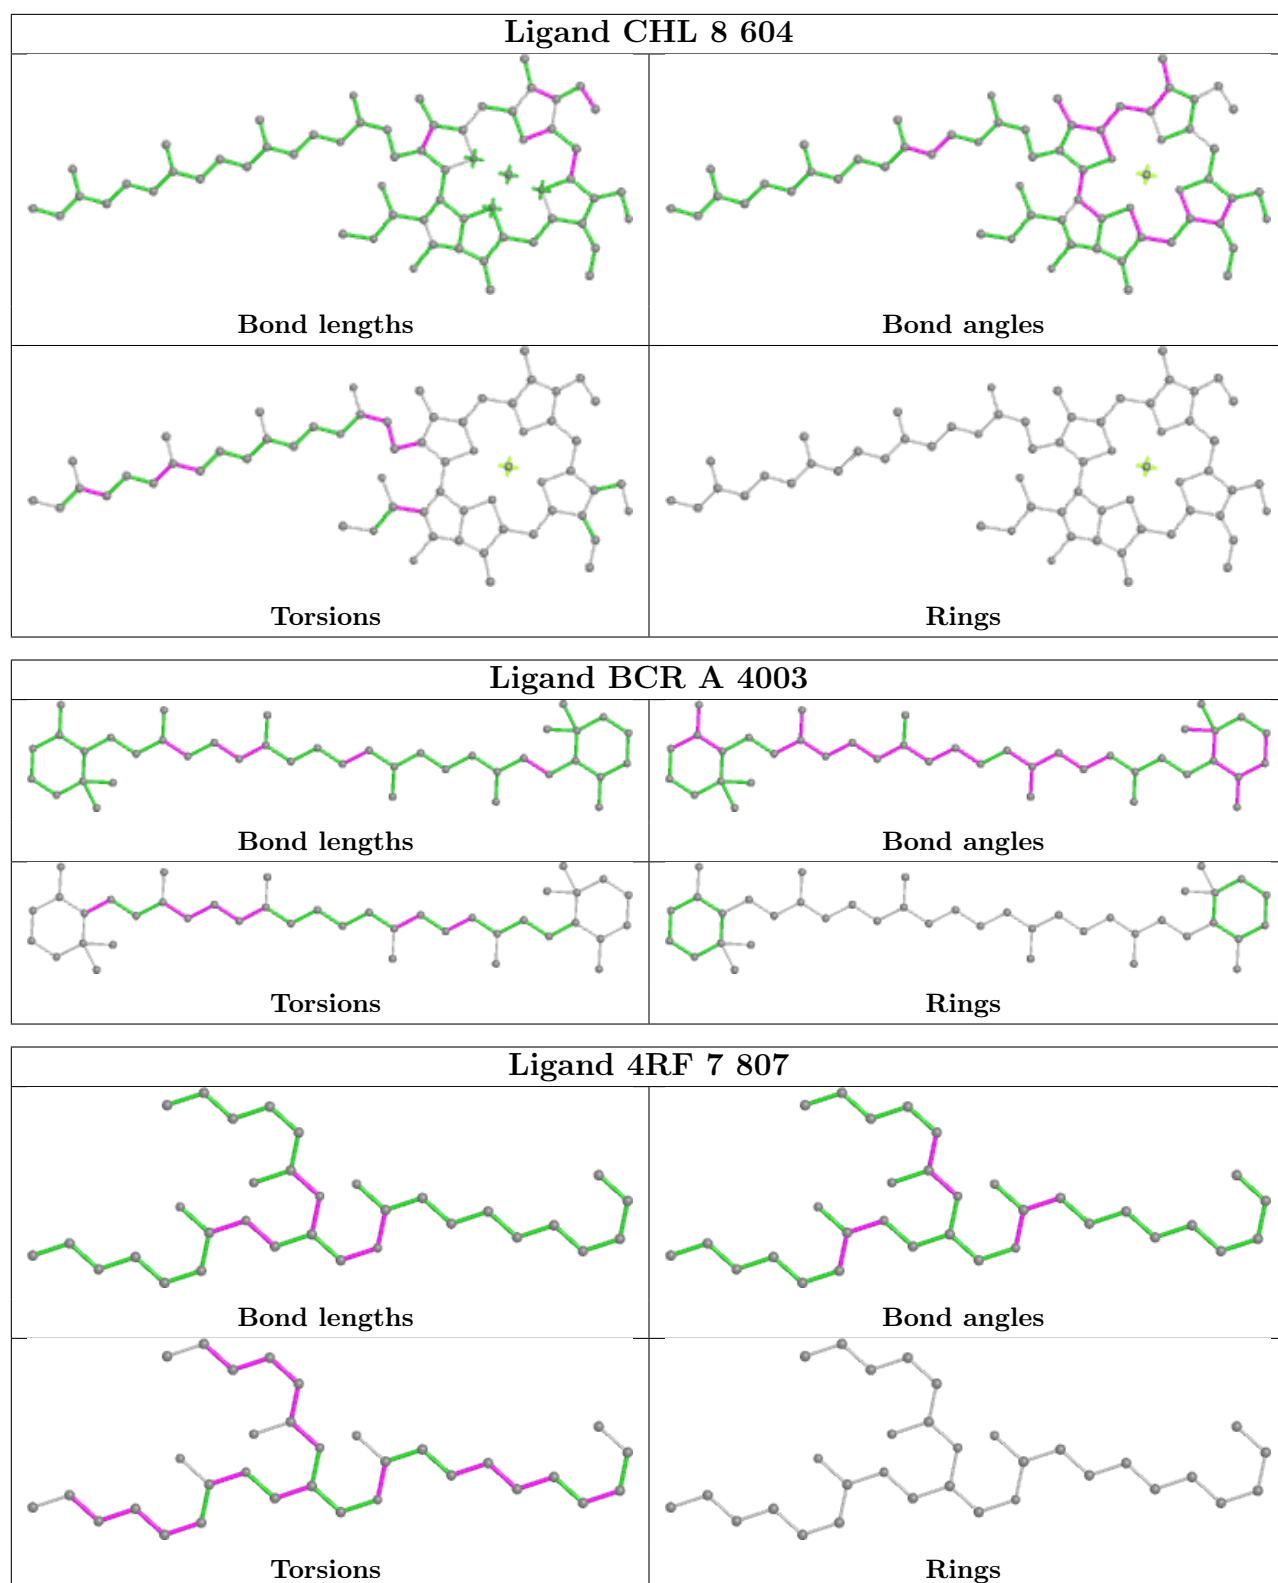 Ligand CHL 8 604
Bond lengths
Bond angles
Torsions
Rings
Ligand BCR A 4003
Bond lengths
Bond angles
Torsions
Rings
Ligand 4RF 7 807
Bond lengths
Bond angles
Torsions
Rings